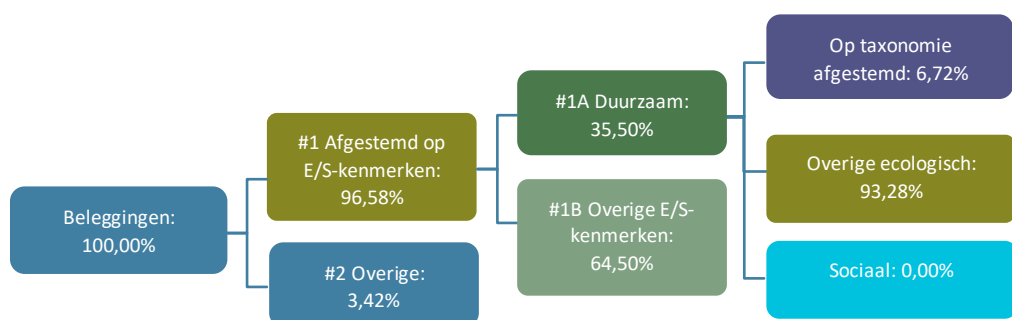 Beleggingen:
100,00%
#1 Afgestemd op
E/S-kenmerken:
96,58%
#2 Overige:
3,42%
#1A Duurzaam:
35,50%
#1B Overige E/S-
kenmerken:
64,50%
Op taxonomie
afgestemd: 6,72%
Overige ecologisch:
93,28%
Sociaal: 0,00%